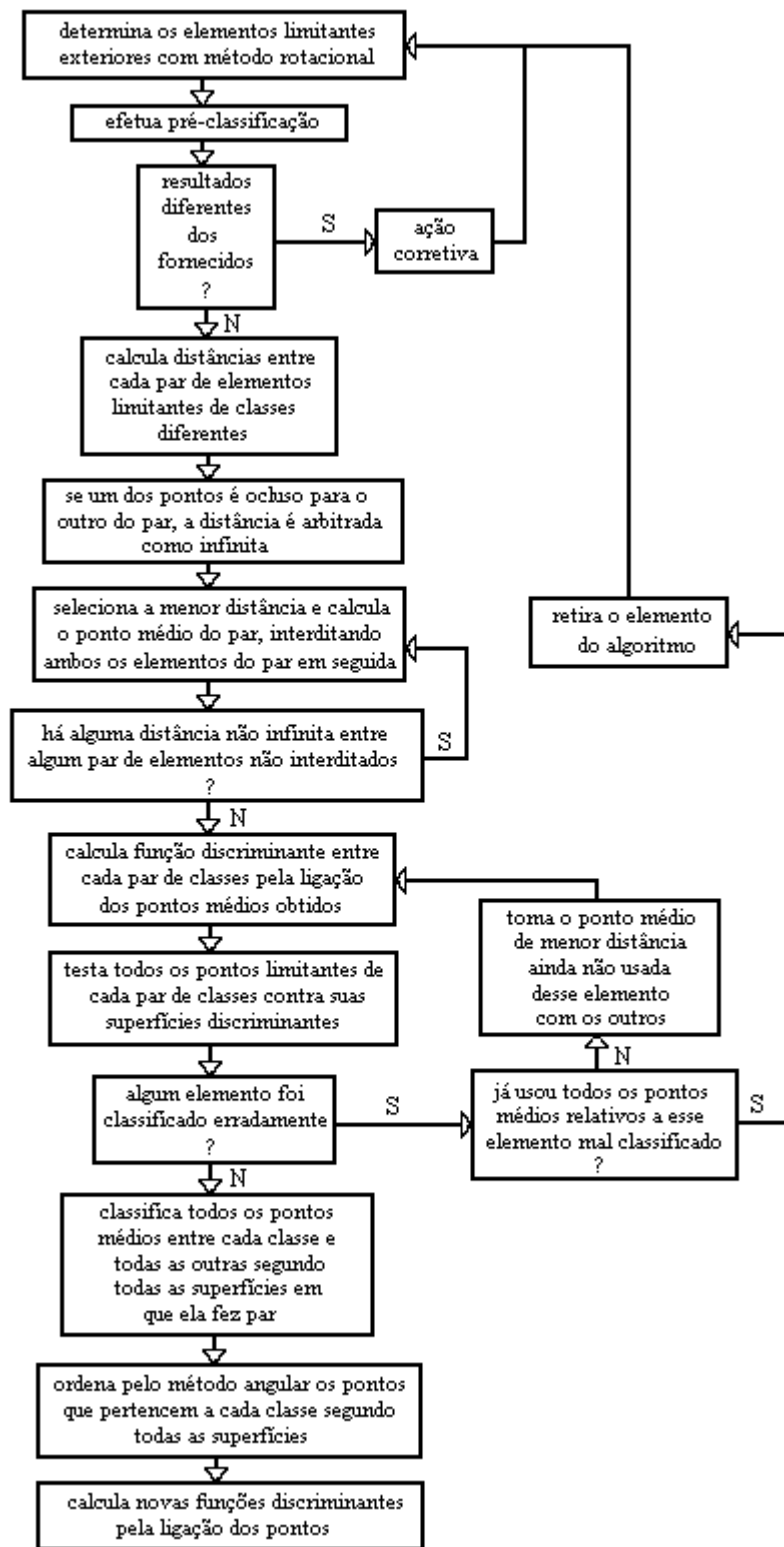 determina os elementos limitantes
exteriores com método rotacional
efetua pré-classificação
resultados
diferentes
dos
fornecidos
?
S
ação
corretiva
N
calcula distâncias entre
cada par de elementos
limitantes de classes
diferentes
se um dos pontos é ocluso para o
outro do par, a distância é arbitrada
como infinita
seleciona a menor distância e calcula
o ponto médio do par, interditando
ambos os elementos do par em seguida
retira o elemento
do algoritmo
há alguma distância não infinita entre
algum par de elementos não interditados
?
S
N
calcula função discriminante entre
cada par de classes pela ligação
dos pontos médios obtidos
toma o ponto médio
de menor distância
ainda não usada
desse elemento
com os outros
testa todos os pontos limitantes de
cada par de classes contra suas
superfícies discriminantes
N
algum elemento foi
classificado erradamente
?
S
já usou todos os pontos
médios relativos a esse
elemento mal classificado
?
S
N
classifica todos os pontos
médios entre cada classe e
todas as outras segundo
todas as superfícies em
que ela fez par
ordena pelo método angular os pontos
que pertencem a cada classe segundo
todas as superfícies
calcula novas funções discriminantes
pela ligação dos pontos